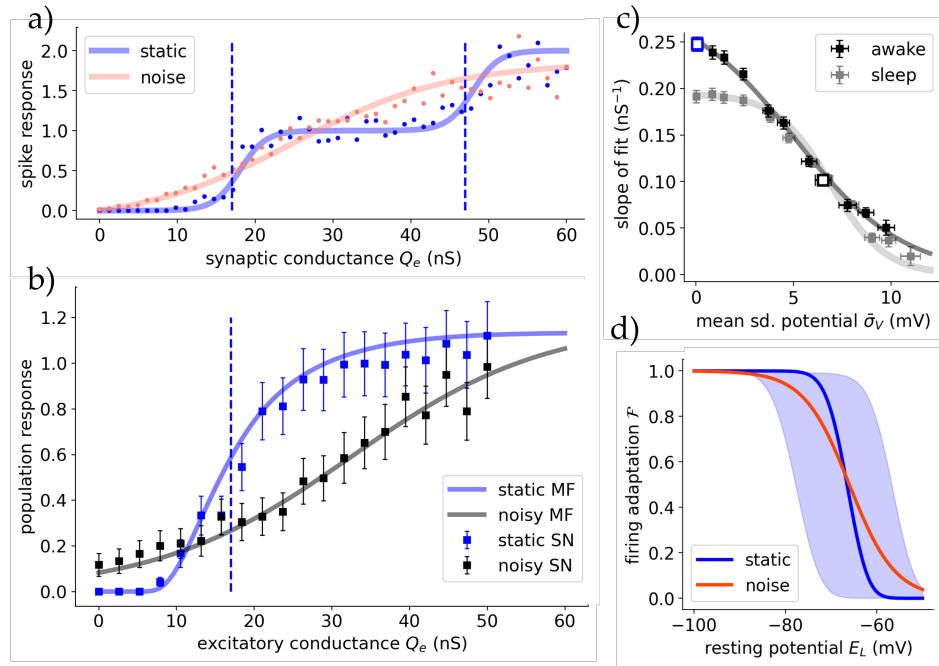 a)
2.0
1.5
1.0
0.5
0.0
spike response
static
noise
0
10
20
30
40
50
60
synaptic conductance Qe (nS)
b)
1.2
1.0
0.8
0.6
0.4
0.2
0.0
population response
static MF
noisy MF
static SN
noisy SN
0
10
20
30
40
50
60
excitatory conductance Qe (nS)
c)
0.25
0.20
0.15
0.10
0.05
0.00
slope of fit (nS⁻¹)
awake
sleep
0
5
10
mean sd. potential σ̄V (mV)
d)
1.0
0.8
0.6
0.4
0.2
0.0
firing adaptation ℱ
static
noise
−100
−80
−60
resting potential EL (mV)